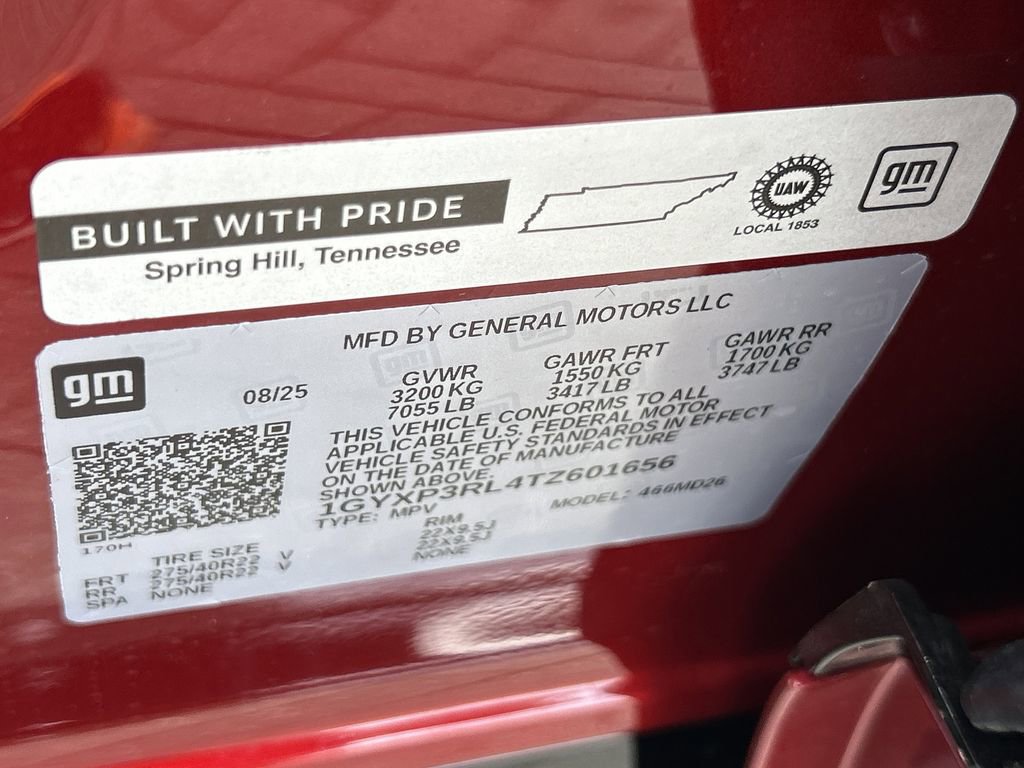 BUILT WITH PRIDE
Spring Hill, Tennessee
UAW
LOCAL 1853
gm
MFD BY GENERAL MOTORS LLC
gm
08/25
GVWR
3200 KG
7055 LB
GAWR FRT
1550 KG
3417 LB
GAWR RR
1700 KG
3747 LB
THIS VEHICLE CONFORMS TO ALL
APPLICABLE U.S. FEDERAL MOTOR
VEHICLE SAFETY STANDARDS IN EFFECT
ON THE DATE OF MANUFACTURE
SHOWN ABOVE.
1GYXP3RL4TZ601656
TYPE: MPV MODEL: 466MD26
170H
TIRE SIZE RIM
FRT 275/40R22 V 22X9.5J
RR 275/40R22 V 22X9.5J
SPA NONE NONE